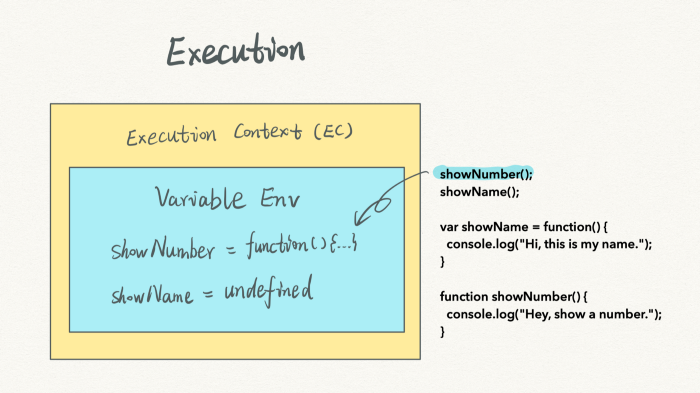 Execution
Execution Context (EC)
Variable Env
showNumber = function(){...}
showName = undefined
showNumber();
showName();
var showName = function() {
console.log("Hi, this is my name.");
}
function showNumber() {
console.log("Hey, show a number.");
}